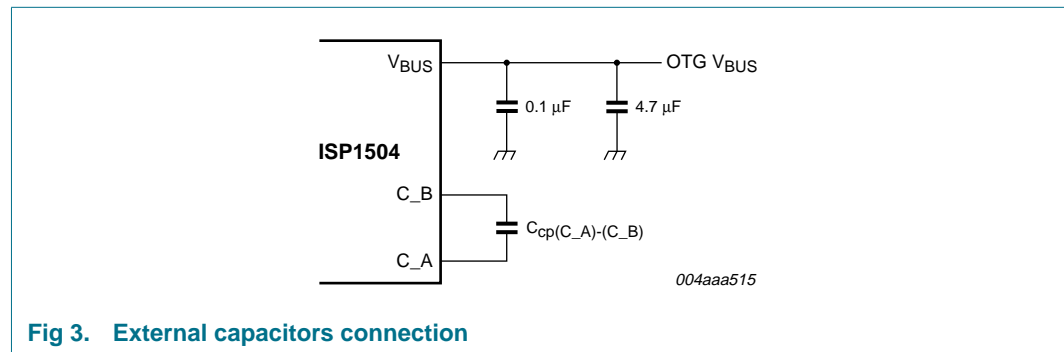 VBUS
OTG VBUS
0.1 μF
4.7 μF
ISP1504
C_B
Ccp(C_A)-(C_B)
C_A
004aaa515
Fig 3. External capacitors connection